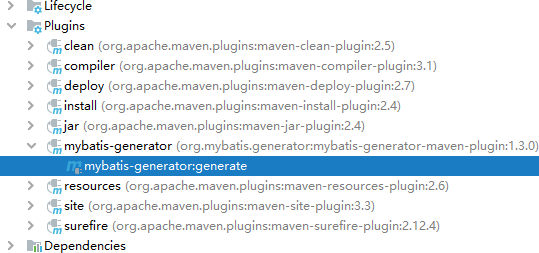 Lifecycle
Plugins
clean (org.apache.maven.plugins:maven-clean-plugin:2.5)
compiler (org.apache.maven.plugins:maven-compiler-plugin:3.1)
deploy (org.apache.maven.plugins:maven-deploy-plugin:2.7)
install (org.apache.maven.plugins:maven-install-plugin:2.4)
jar (org.apache.maven.plugins:maven-jar-plugin:2.4)
mybatis-generator (org.mybatis.generator:mybatis-generator-maven-plugin:1.3.0)
mybatis-generator:generate
resources (org.apache.maven.plugins:maven-resources-plugin:2.6)
site (org.apache.maven.plugins:maven-site-plugin:3.3)
surefire (org.apache.maven.plugins:maven-surefire-plugin:2.12.4)
Dependencies